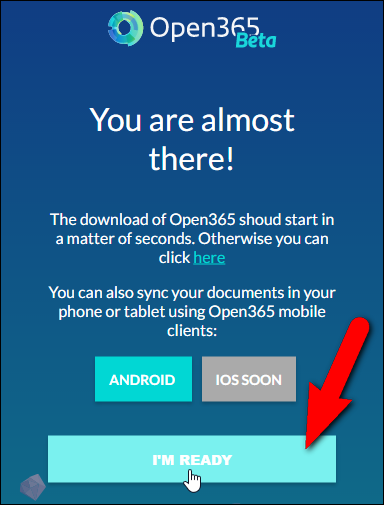 Open365
Beta
You are almost
there!
The download of Open365 shoud start in
a matter of seconds. Otherwise you can
click here
You can also sync your documents in your
phone or tablet using Open365 mobile
clients:
ANDROID
IOS SOON
I'M READY